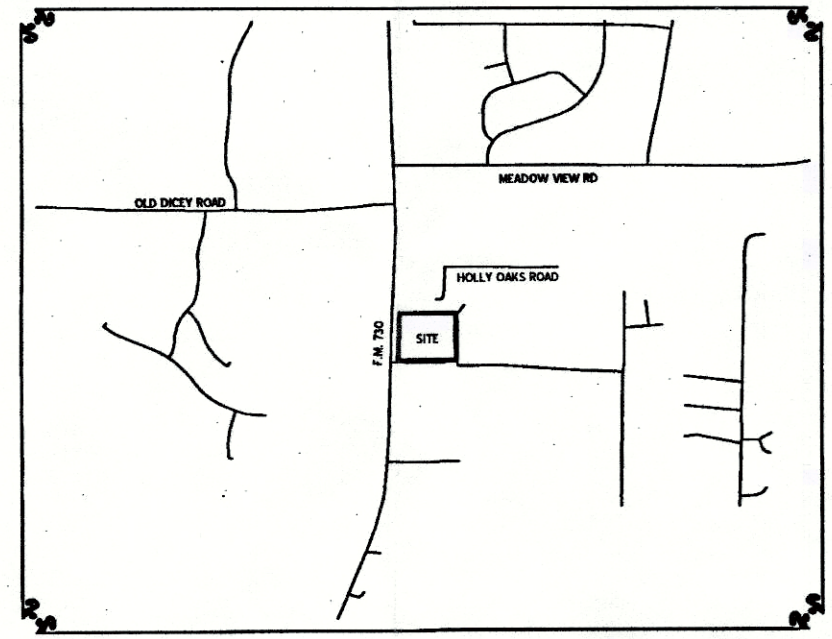 MEADOW VIEW RD
OLD DICEY ROAD
HOLLY OAKS ROAD
F.M. 730
SITE